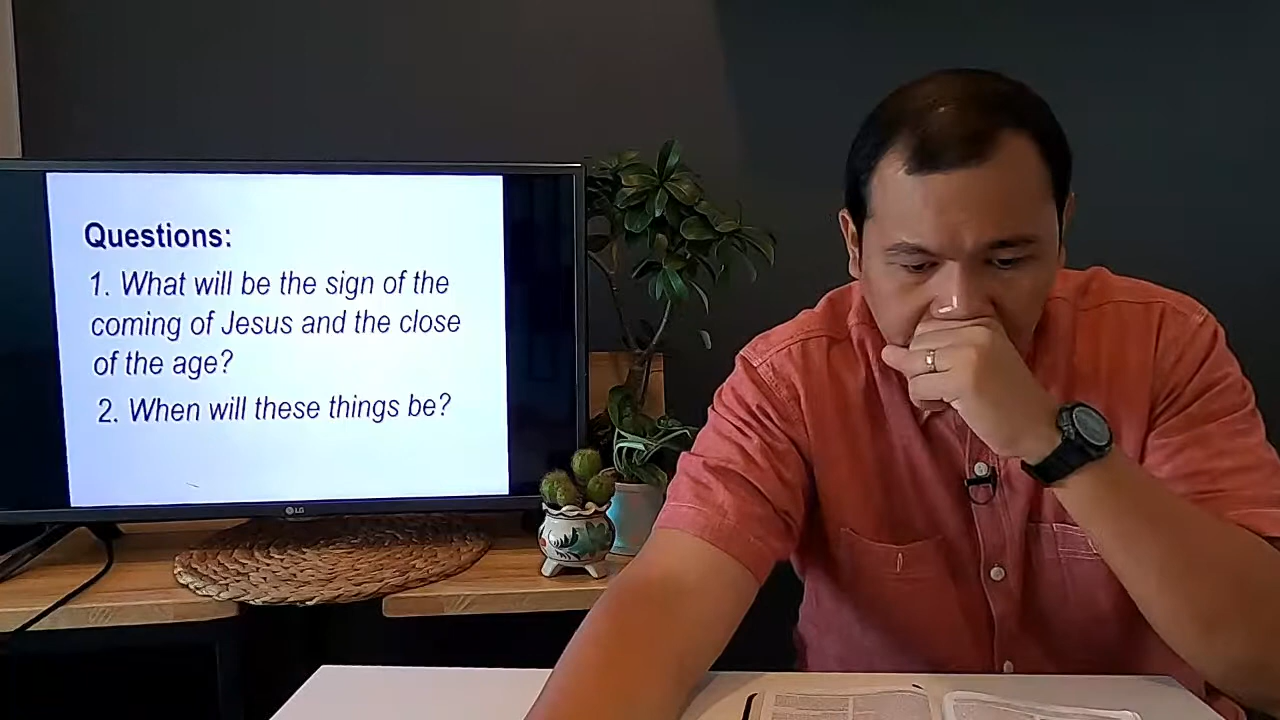 Questions:
1. What will be the sign of the
coming of Jesus and the close
of the age?
2. When will these things be?
LG